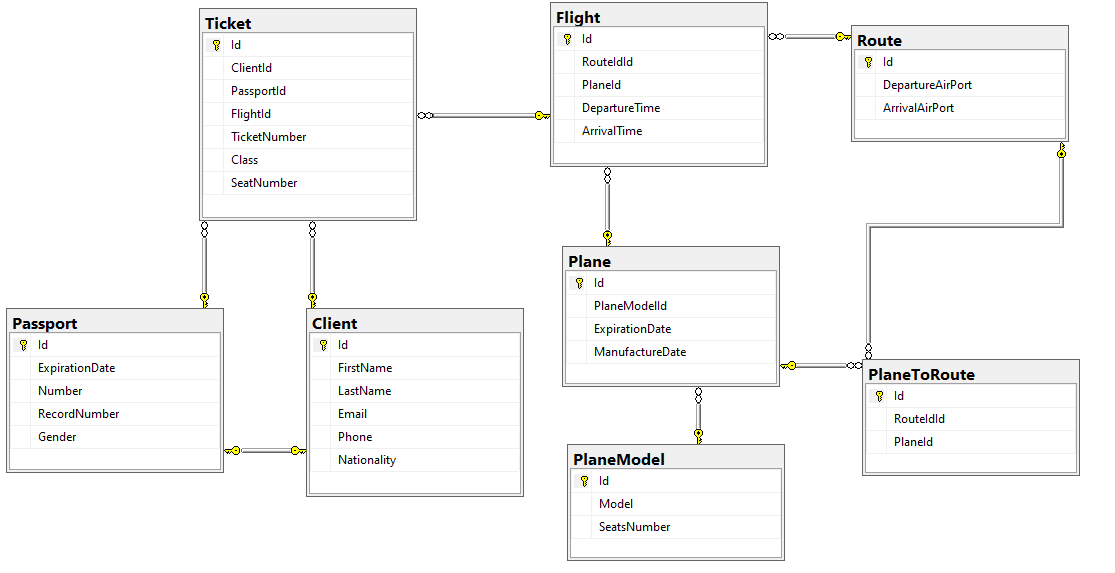 Ticket
Id
ClientId
PassportId
FlightId
TicketNumber
Class
SeatNumber
Flight
Id
RouteIdId
PlaneId
DepartureTime
ArrivalTime
Route
Id
DepartureAirPort
ArrivalAirPort
Plane
Id
PlaneModelId
ExpirationDate
ManufactureDate
Passport
Id
ExpirationDate
Number
RecordNumber
Gender
Client
Id
FirstName
LastName
Email
Phone
Nationality
PlaneToRoute
Id
RouteIdId
PlaneId
PlaneModel
Id
Model
SeatsNumber